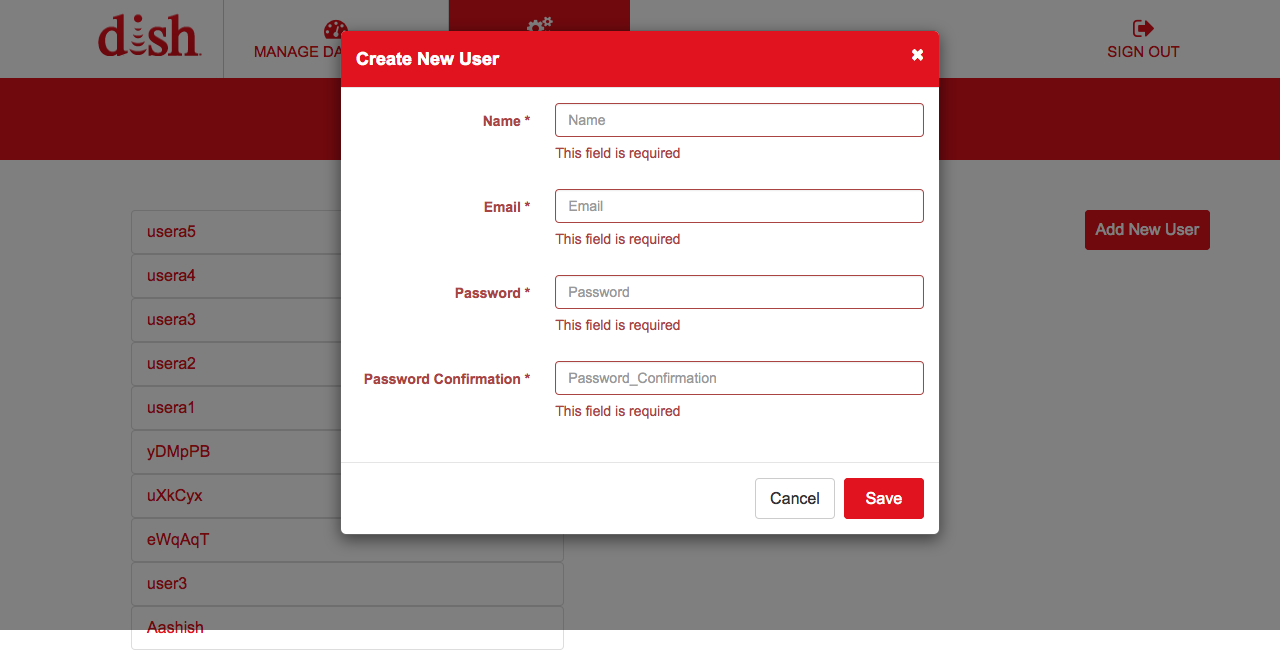 dish
MANAGE DA
SIGN OUT
Create New User
Name *
Name
This field is required
Email *
Email
This field is required
Password *
Password
This field is required
Password Confirmation *
Password_Confirmation
This field is required
Cancel
Save
Add New User
usera5
usera4
usera3
usera2
usera1
yDMpPB
uXkCyx
eWqAqT
user3
Aashish